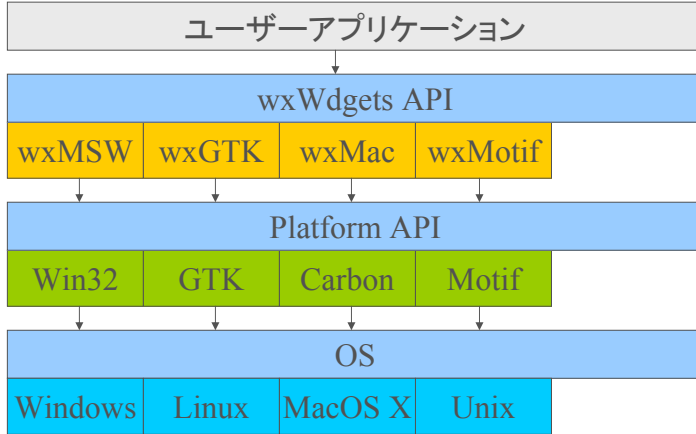 ユーザーアプリケーション
wxWdgets API
wxMSW wxGTK wxMac wxMotif
Platform API
Win32 GTK Carbon Motif
OS
Windows Linux MacOS X Unix